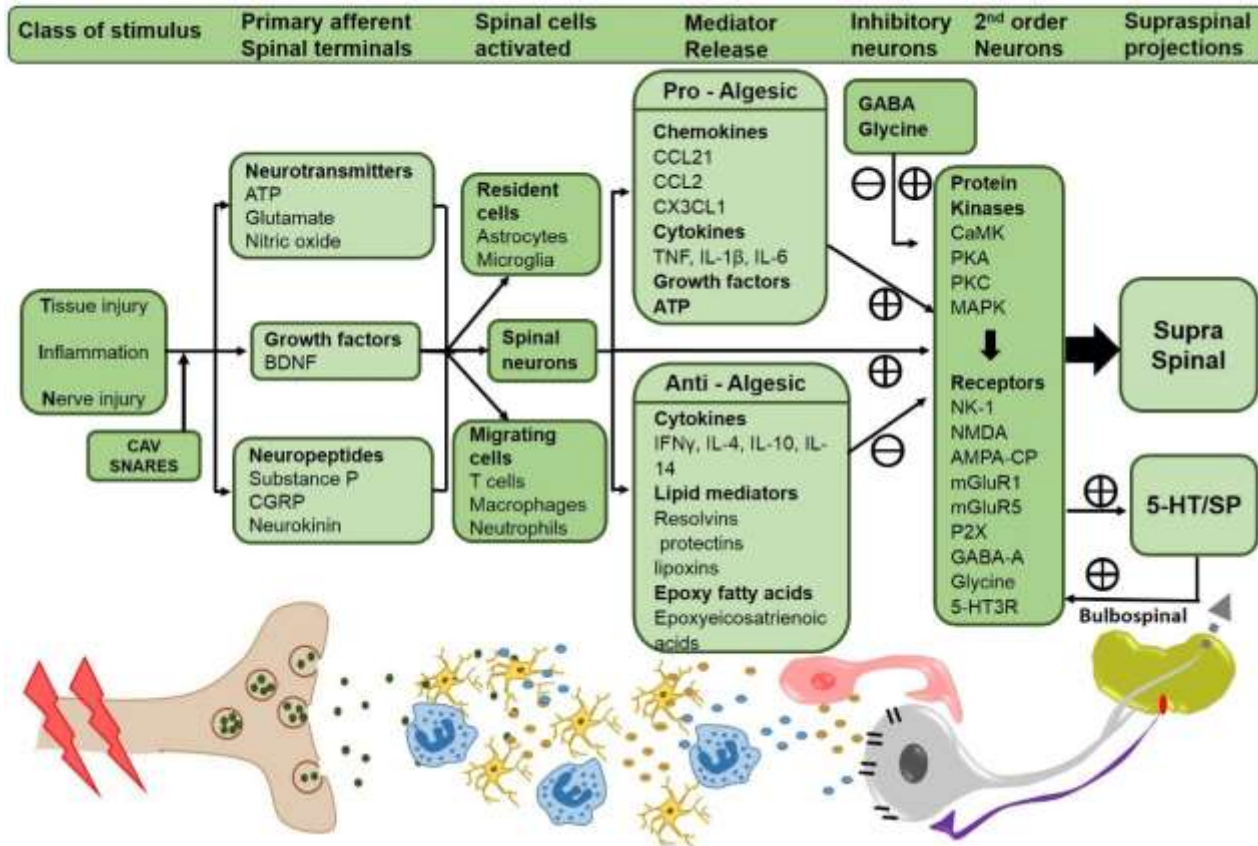 Class of stimulus
Primary afferent
Spinal terminals
Spinal cells
activated
Mediator
Release
Inhibitory
neurons
2nd order
Neurons
Supraspinal
projections
Tissue injury
Inflammation
Nerve injury
CAV
SNARES
Neurotransmitters
ATP
Glutamate
Nitric oxide
Growth factors
BDNF
Neuropeptides
Substance P
CGRP
Neurokinin
Resident
cells
Astrocytes
Microglia
Spinal
neurons
Migrating
cells
T cells
Macrophages
Neutrophils
Pro - Algesic
Chemokines
CCL21
CCL2
CX3CL1
Cytokines
TNF, IL-1β, IL-6
Growth factors
ATP
Anti - Algesic
Cytokines
IFNγ, IL-4, IL-10, IL-
14
Lipid mediators
Resolvins
protectins
lipoxins
Epoxy fatty acids
Epoxyeicosatrienoic
acids
GABA
Glycine
Protein
Kinases
CaMK
PKA
PKC
MAPK
Receptors
NK-1
NMDA
AMPA-CP
mGluR1
mGluR5
P2X
GABA-A
Glycine
5-HT3R
Supra
Spinal
5-HT/SP
Bulbospinal